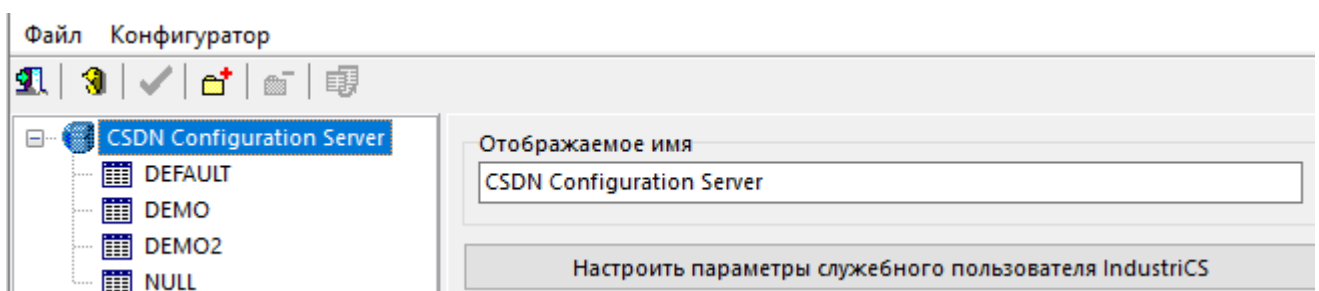 Файл Конфигуратор
CSDN Configuration Server
DEFAULT
DEMO
DEMO2
NULL
Отображаемое имя
CSDN Configuration Server
Настроить параметры служебного пользователя IndustriCS